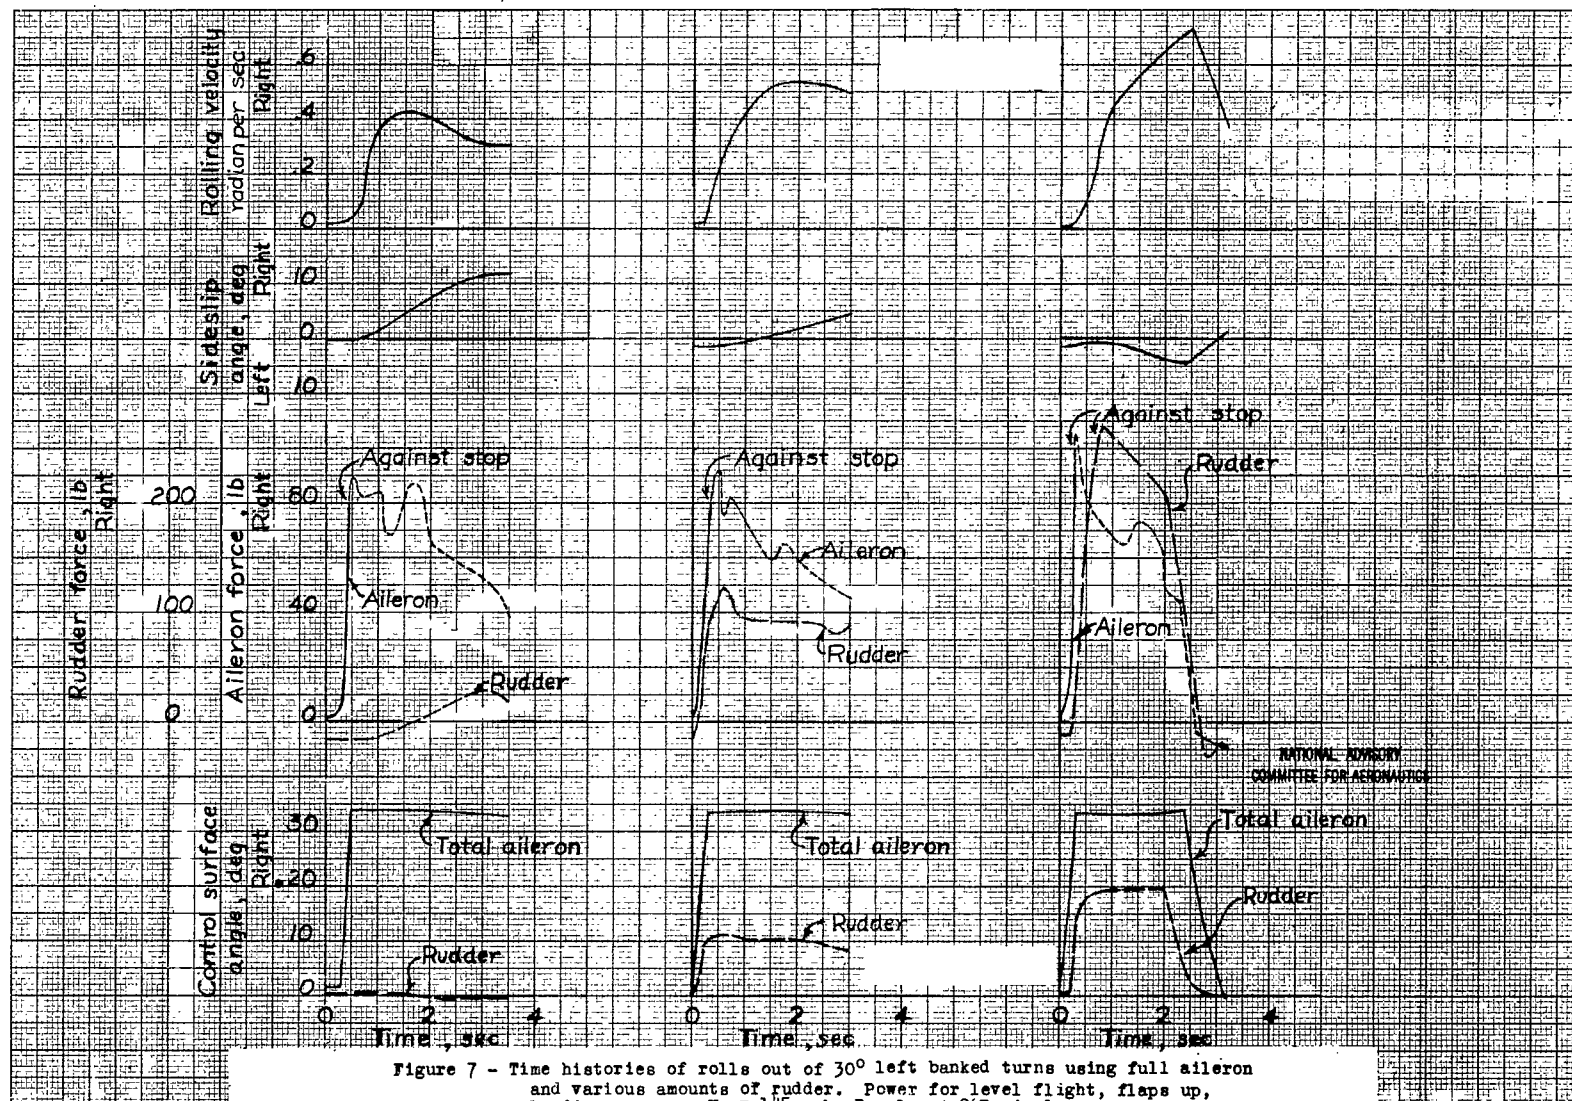 Rolling velocity
radian per sec
Right
.6
.4
.2
0
Sideslip
angle, deg
Left Right
10
0
10
Rudder force, lb
Right
200
100
0
Aileron force, lb
Right
80
40
0
Against stop
Aileron
Rudder
Against stop
Aileron
Rudder
Against stop
Rudder
Aileron
NATIONAL ADVISORY
COMMITTEE FOR AERONAUTICS
Control surface
angle, deg
Right
30
20
10
0
Total aileron
Rudder
Total aileron
Rudder
Total aileron
Rudder
0 2 4
Time, sec
0 2 4
Time, sec
0 2 4
Time, sec
Figure 7 - Time histories of rolls out of 30° left banked turns using full aileron
and various amounts of rudder. Power for level flight, flaps up,